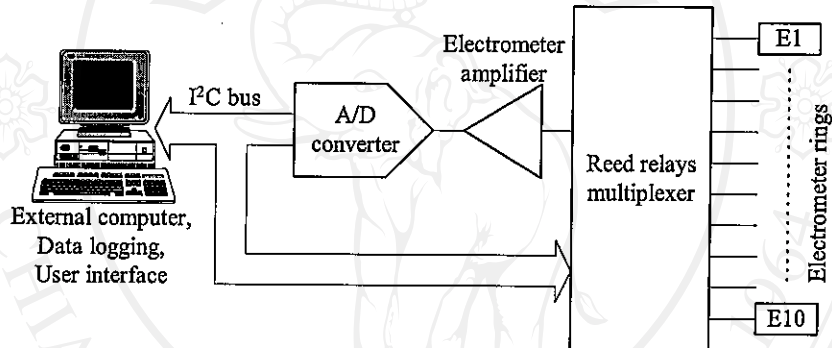 Electrometer
amplifier
E1
I²C bus
A/D
converter
Reed relays
multiplexer
Electrometer rings
External computer,
Data logging,
User interface
E10